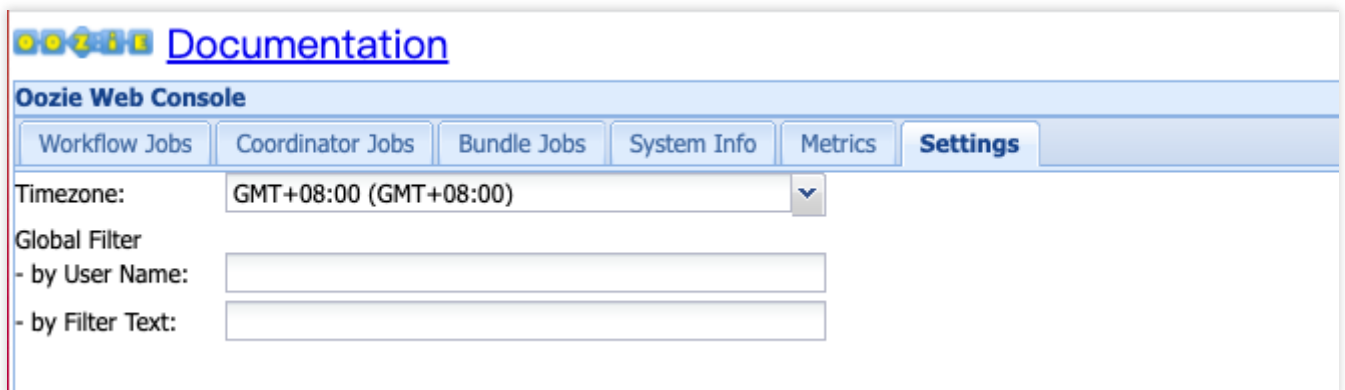 OOZIE Documentation
Oozie Web Console
Workflow Jobs Coordinator Jobs Bundle Jobs System Info Metrics Settings
Timezone: GMT+08:00 (GMT+08:00)
Global Filter
- by User Name:
- by Filter Text: